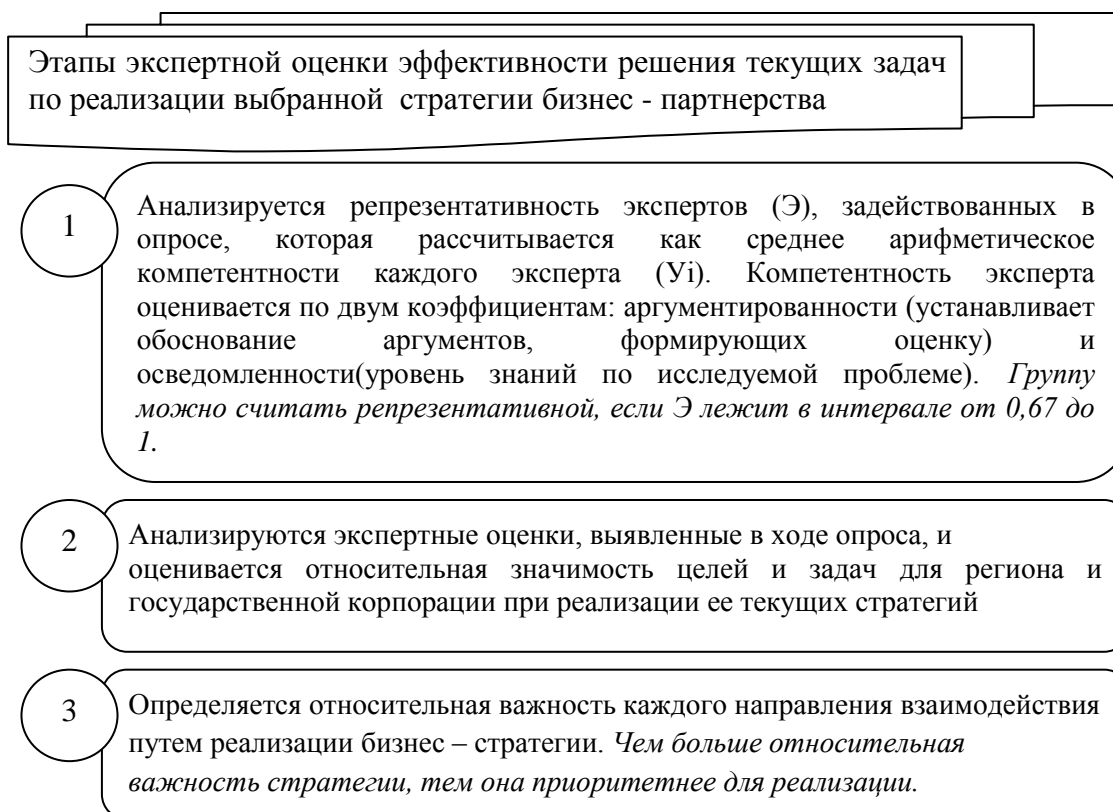 Этапы экспертной оценки эффективности решения текущих задач
по реализации выбранной стратегии бизнес - партнерства
1
Анализируется репрезентативность экспертов (Э), задействованных в
опросе, которая рассчитывается как среднее арифметическое
компетентности каждого эксперта (Уi). Компетентность эксперта
оценивается по двум коэффициентам: аргументированности (устанавливает
обоснование аргументов, формирующих оценку) и
осведомленности(уровень знаний по исследуемой проблеме). Группу
можно считать репрезентативной, если Э лежит в интервале от 0,67 до
1.
2
Анализируются экспертные оценки, выявленные в ходе опроса, и
оценивается относительная значимость целей и задач для региона и
государственной корпорации при реализации ее текущих стратегий
3
Определяется относительная важность каждого направления взаимодействия
путем реализации бизнес – стратегии. Чем больше относительная
важность стратегии, тем она приоритетнее для реализации.